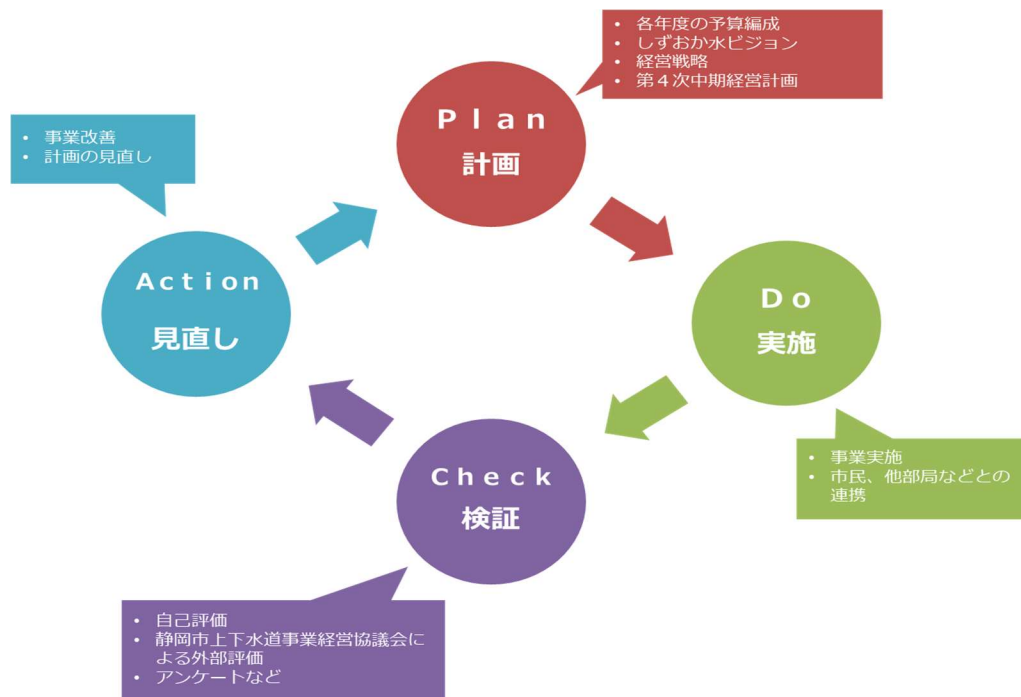 • 各年度の予算編成
• しずおか水ビジョン
• 経営戦略
• 第４次中期経営計画
Ｐｌａｎ
計画
• 事業改善
• 計画の見直し
Ａｃｔｉｏｎ
見直し
Ｄｏ
実施
• 事業実施
• 市民、他部局などとの
連携
Ｃｈｅｃｋ
検証
• 自己評価
• 静岡市上下水道事業経営協議会に
よる外部評価
• アンケートなど